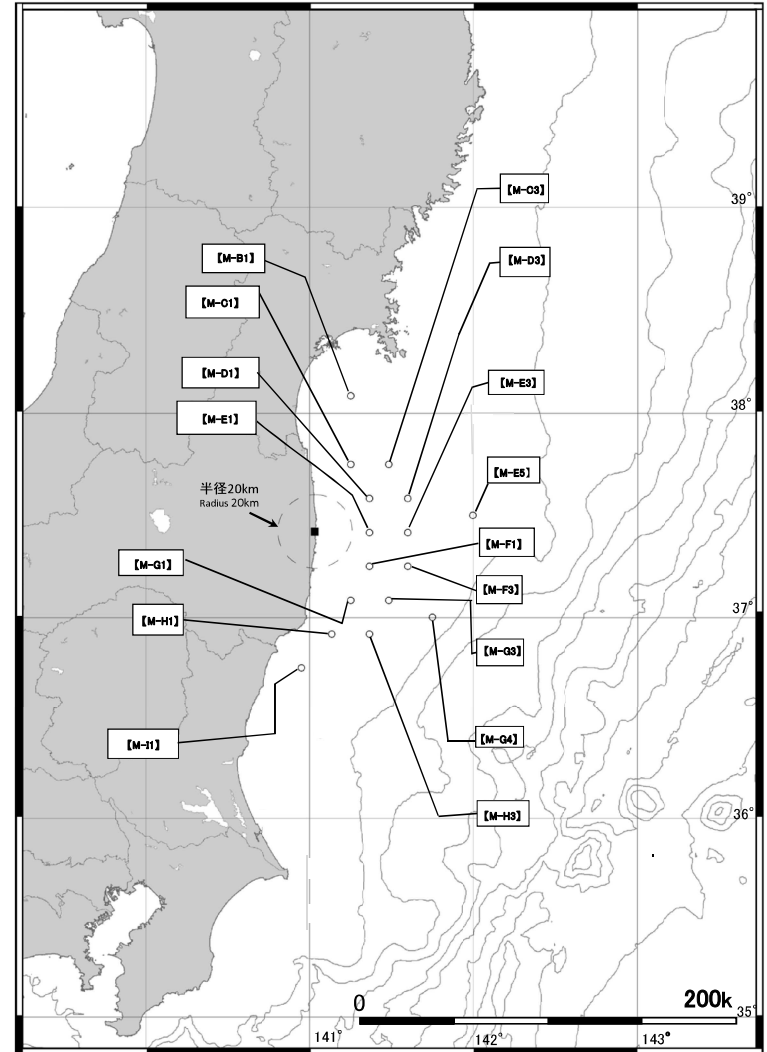 【M-C3】
39°
【M-B1】
【M-D3】
【M-C1】
【M-D1】
【M-E3】
【M-E1】
38°
【M-E5】
半径20km
Radius 20km
【M-F1】
【M-G1】
【M-F3】
37°
【M-H1】
【M-G3】
【M-I1】
【M-G4】
【M-H3】
36°
0
200k
35°
141°
142°
143°